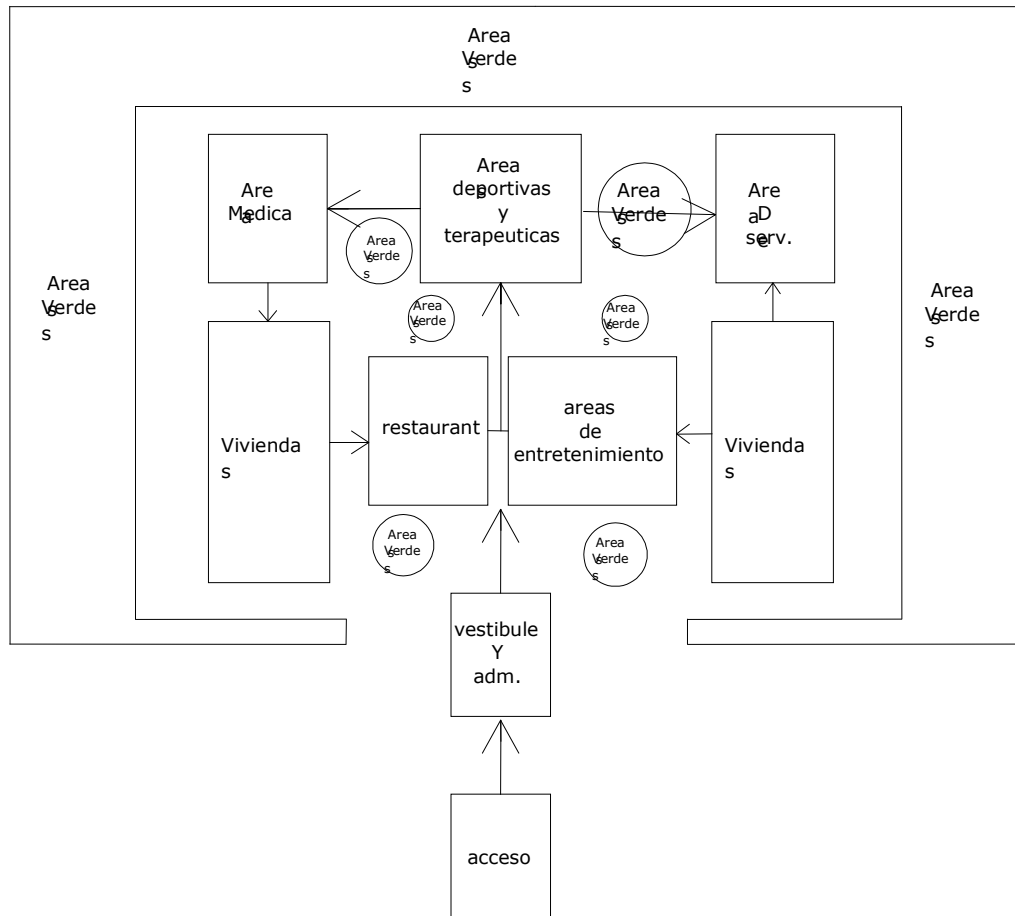 Area
Verdes
s
Area
Medica
Area
deportivas
y
terapeuticas
Area
Verdes
s
Area
De
serv.
Area
Verdes
s
Area
Verdes
s
Area
Verdes
s
Area
Verdes
s
Area
Verdes
s
Viviendas
restaurant
areas
de
entretenimiento
Viviendas
Area
Verdes
s
Area
Verdes
s
vestibule
Y
adm.
acceso